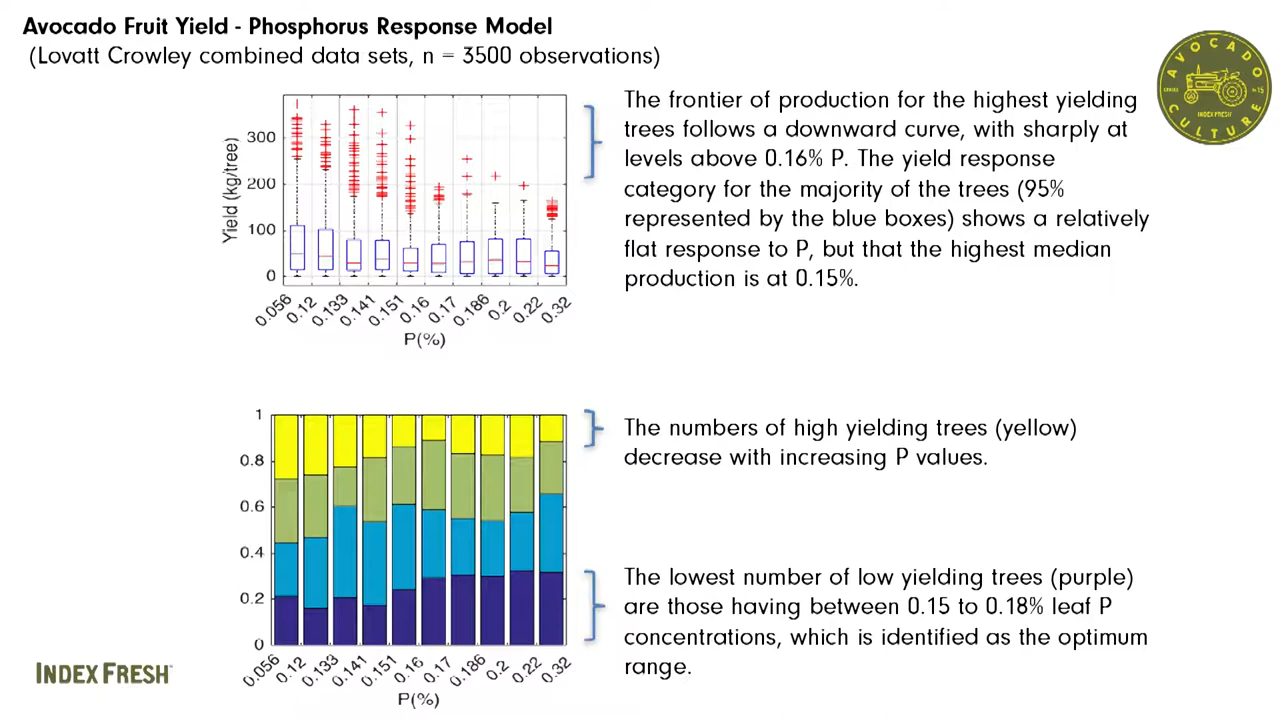 Avocado Fruit Yield - Phosphorus Response Model
(Lovatt Crowley combined data sets, n = 3500 observations)
AVOCADO
CULTURE
INDEX FRESH
The frontier of production for the highest yielding
trees follows a downward curve, with sharply at
levels above 0.16% P. The yield response
category for the majority of the trees (95%
represented by the blue boxes) shows a relatively
flat response to P, but that the highest median
production is at 0.15%.
Yield (kg/tree)
300
200
100
0
0.056 0.12 0.133 0.141 0.151 0.16 0.17 0.186 0.2 0.22 0.32
P(%)
The numbers of high yielding trees (yellow)
decrease with increasing P values.
1
0.8
0.6
0.4
0.2
0
The lowest number of low yielding trees (purple)
are those having between 0.15 to 0.18% leaf P
concentrations, which is identified as the optimum
range.
0.056 0.12 0.133 0.141 0.151 0.16 0.17 0.186 0.2 0.22 0.32
P(%)
INDEX FRESH